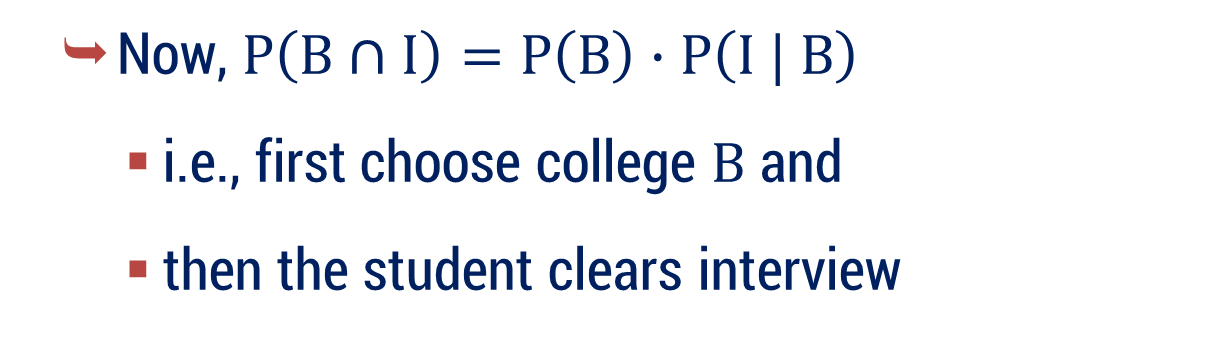 Now, P(B ∩ I) = P(B) · P(I | B)
i.e., first choose college B and
then the student clears interview